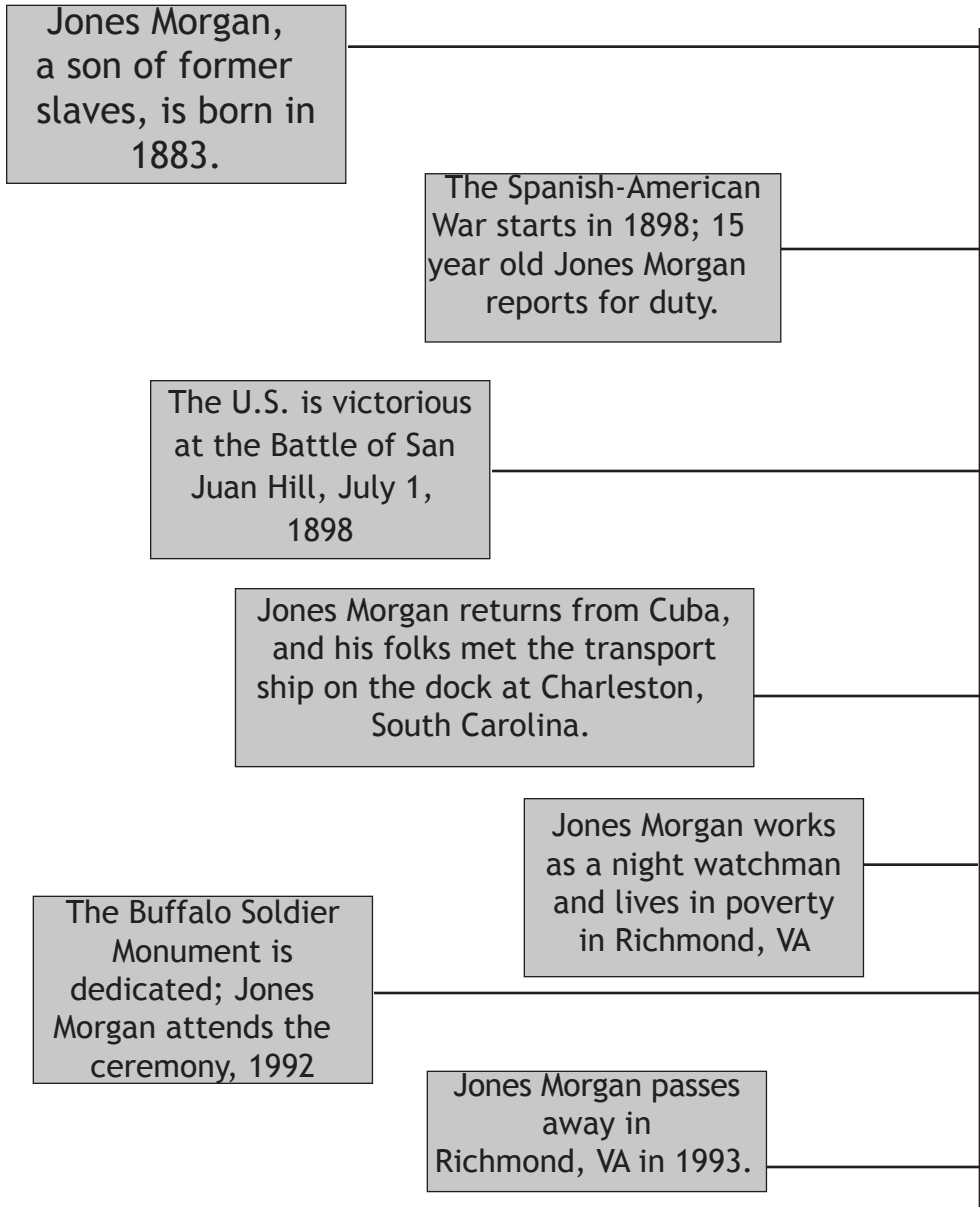 Jones Morgan,
a son of former
slaves, is born in
1883.
The Spanish-American
War starts in 1898; 15
year old Jones Morgan
reports for duty.
The U.S. is victorious
at the Battle of San
Juan Hill, July 1,
1898
Jones Morgan returns from Cuba,
and his folks met the transport
ship on the dock at Charleston,
South Carolina.
Jones Morgan works
as a night watchman
and lives in poverty
in Richmond, VA
The Buffalo Soldier
Monument is
dedicated; Jones
Morgan attends the
ceremony, 1992
Jones Morgan passes
away in
Richmond, VA in 1993.